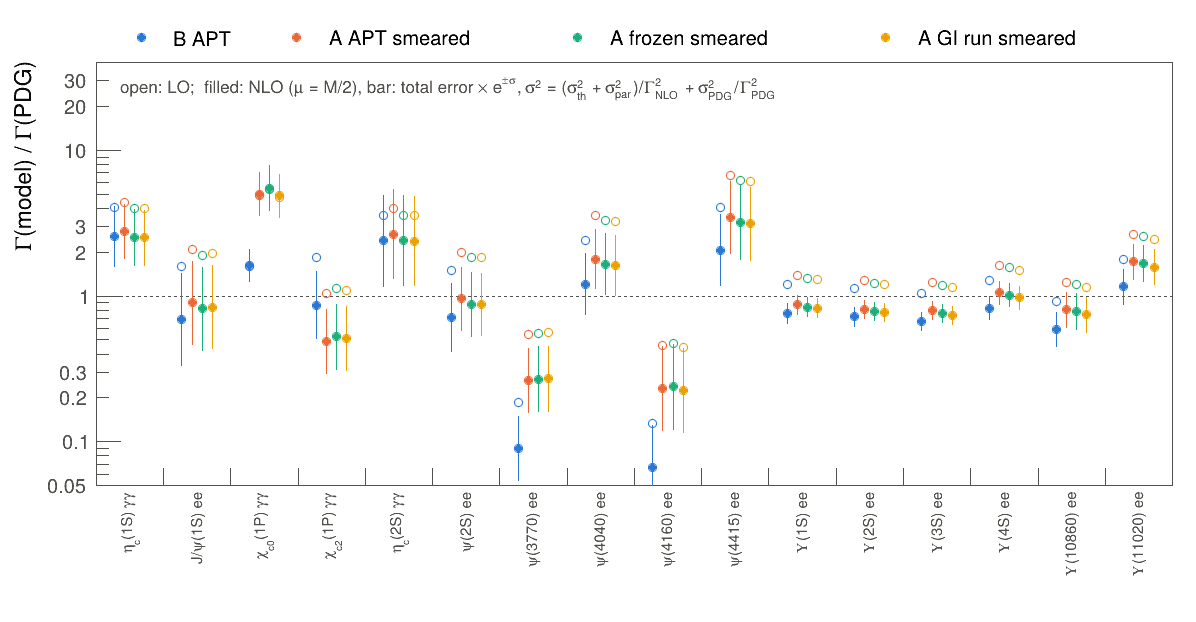 B APT
A APT smeared
A frozen smeared
A GI run smeared
Γ(model) / Γ(PDG)
open: LO; filled: NLO (μ = M/2), bar: total error × e^{±σ}, σ² = (σ²_th + σ²_par)/Γ²_NLO + σ²_PDG/Γ²_PDG
30
20
10
3
2
1
0.3
0.2
0.1
0.05
η_c(1S) γγ
J/ψ(1S) ee
χ_c0(1P) γγ
χ_c2(1P) γγ
η_c(2S) γγ
ψ(2S) ee
ψ(3770) ee
ψ(4040) ee
ψ(4160) ee
ψ(4415) ee
Υ(1S) ee
Υ(2S) ee
Υ(3S) ee
Υ(4S) ee
Υ(10860) ee
Υ(11020) ee